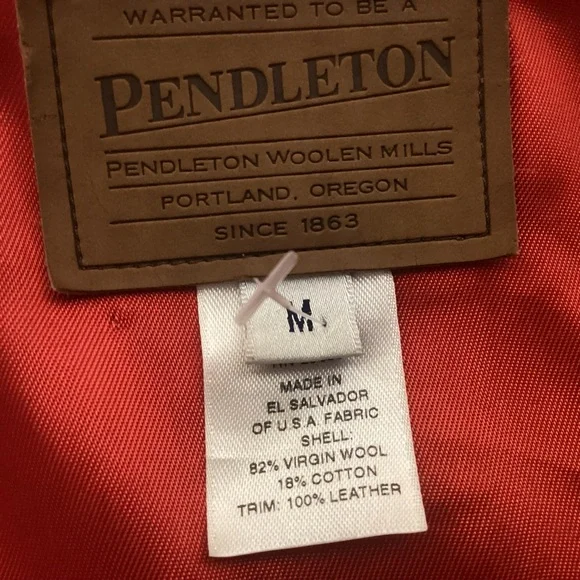 WARRANTED TO BE A
PENDLETON
PENDLETON WOOLEN MILLS
PORTLAND, OREGON
SINCE 1863
M
MADE IN
EL SALVADOR
OF U.S.A. FABRIC
SHELL:
82% VIRGIN WOOL
18% COTTON
TRIM: 100% LEATHER